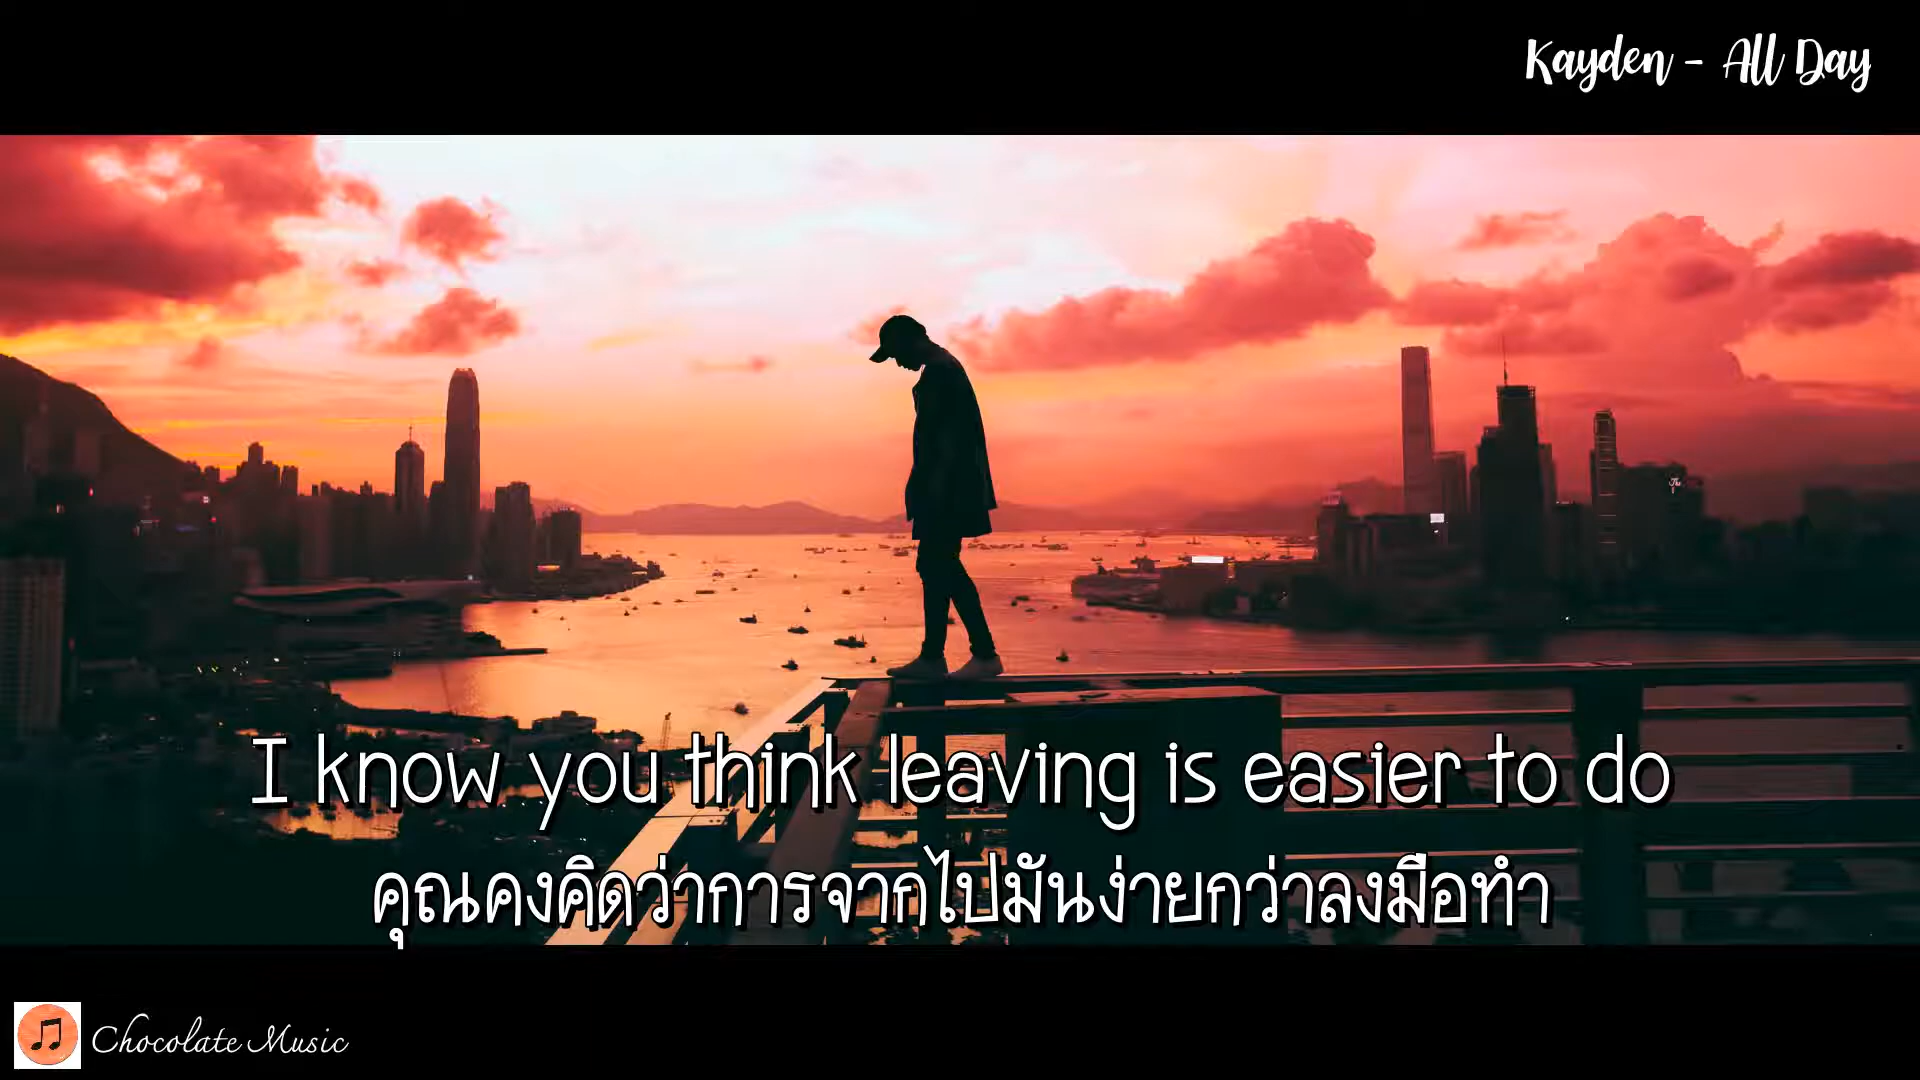 Kayden - All Day
I know you think leaving is easier to do
คุณคงคิดว่าการจากไปมันง่ายกว่าลงมือทำ
Chocolate Music